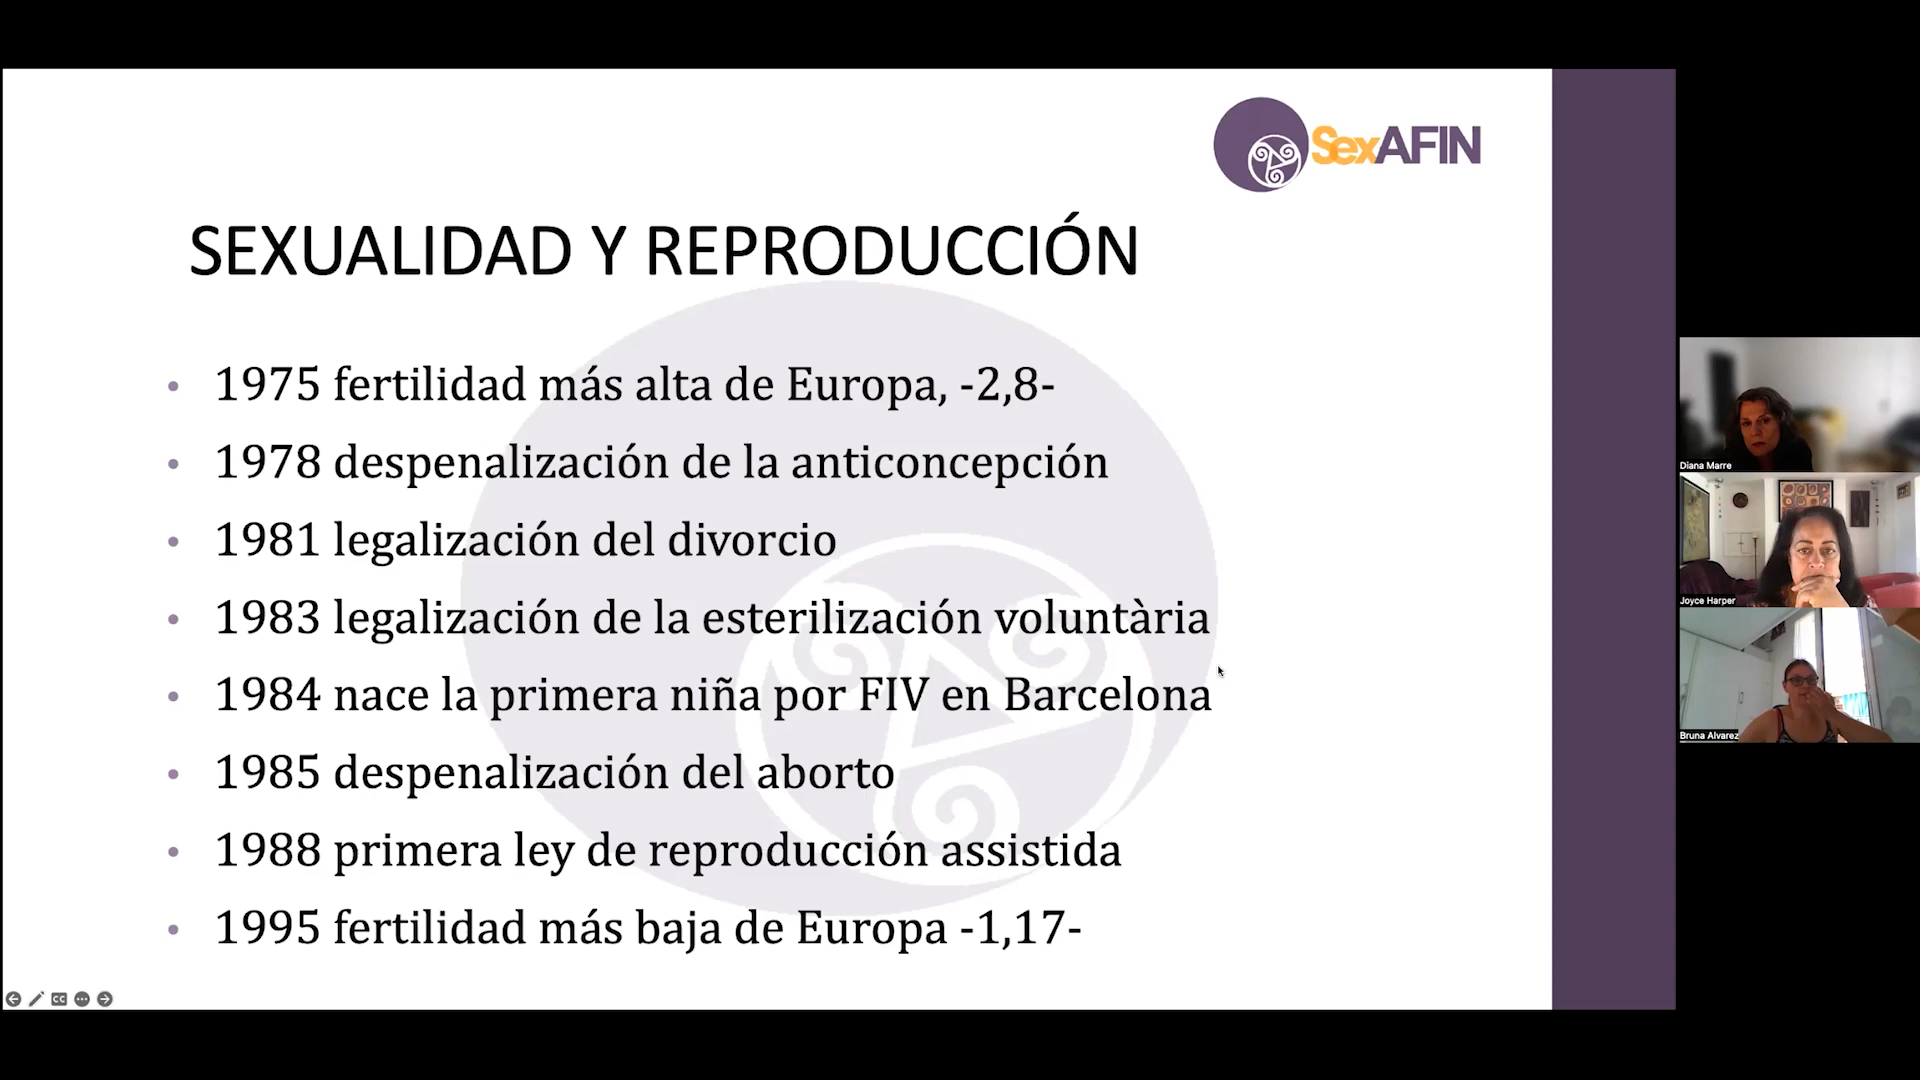 SexAFIN
SEXUALIDAD Y REPRODUCCIÓN
• 1975 fertilidad más alta de Europa, -2,8-
• 1978 despenalización de la anticoncepción
• 1981 legalización del divorcio
• 1983 legalización de la esterilización voluntària
• 1984 nace la primera niña por FIV en Barcelona
• 1985 despenalización del aborto
• 1988 primera ley de reproducción assistida
• 1995 fertilidad más baja de Europa -1,17-
CC
Diana Marre
Joyce Harper
Bruna Alvarez